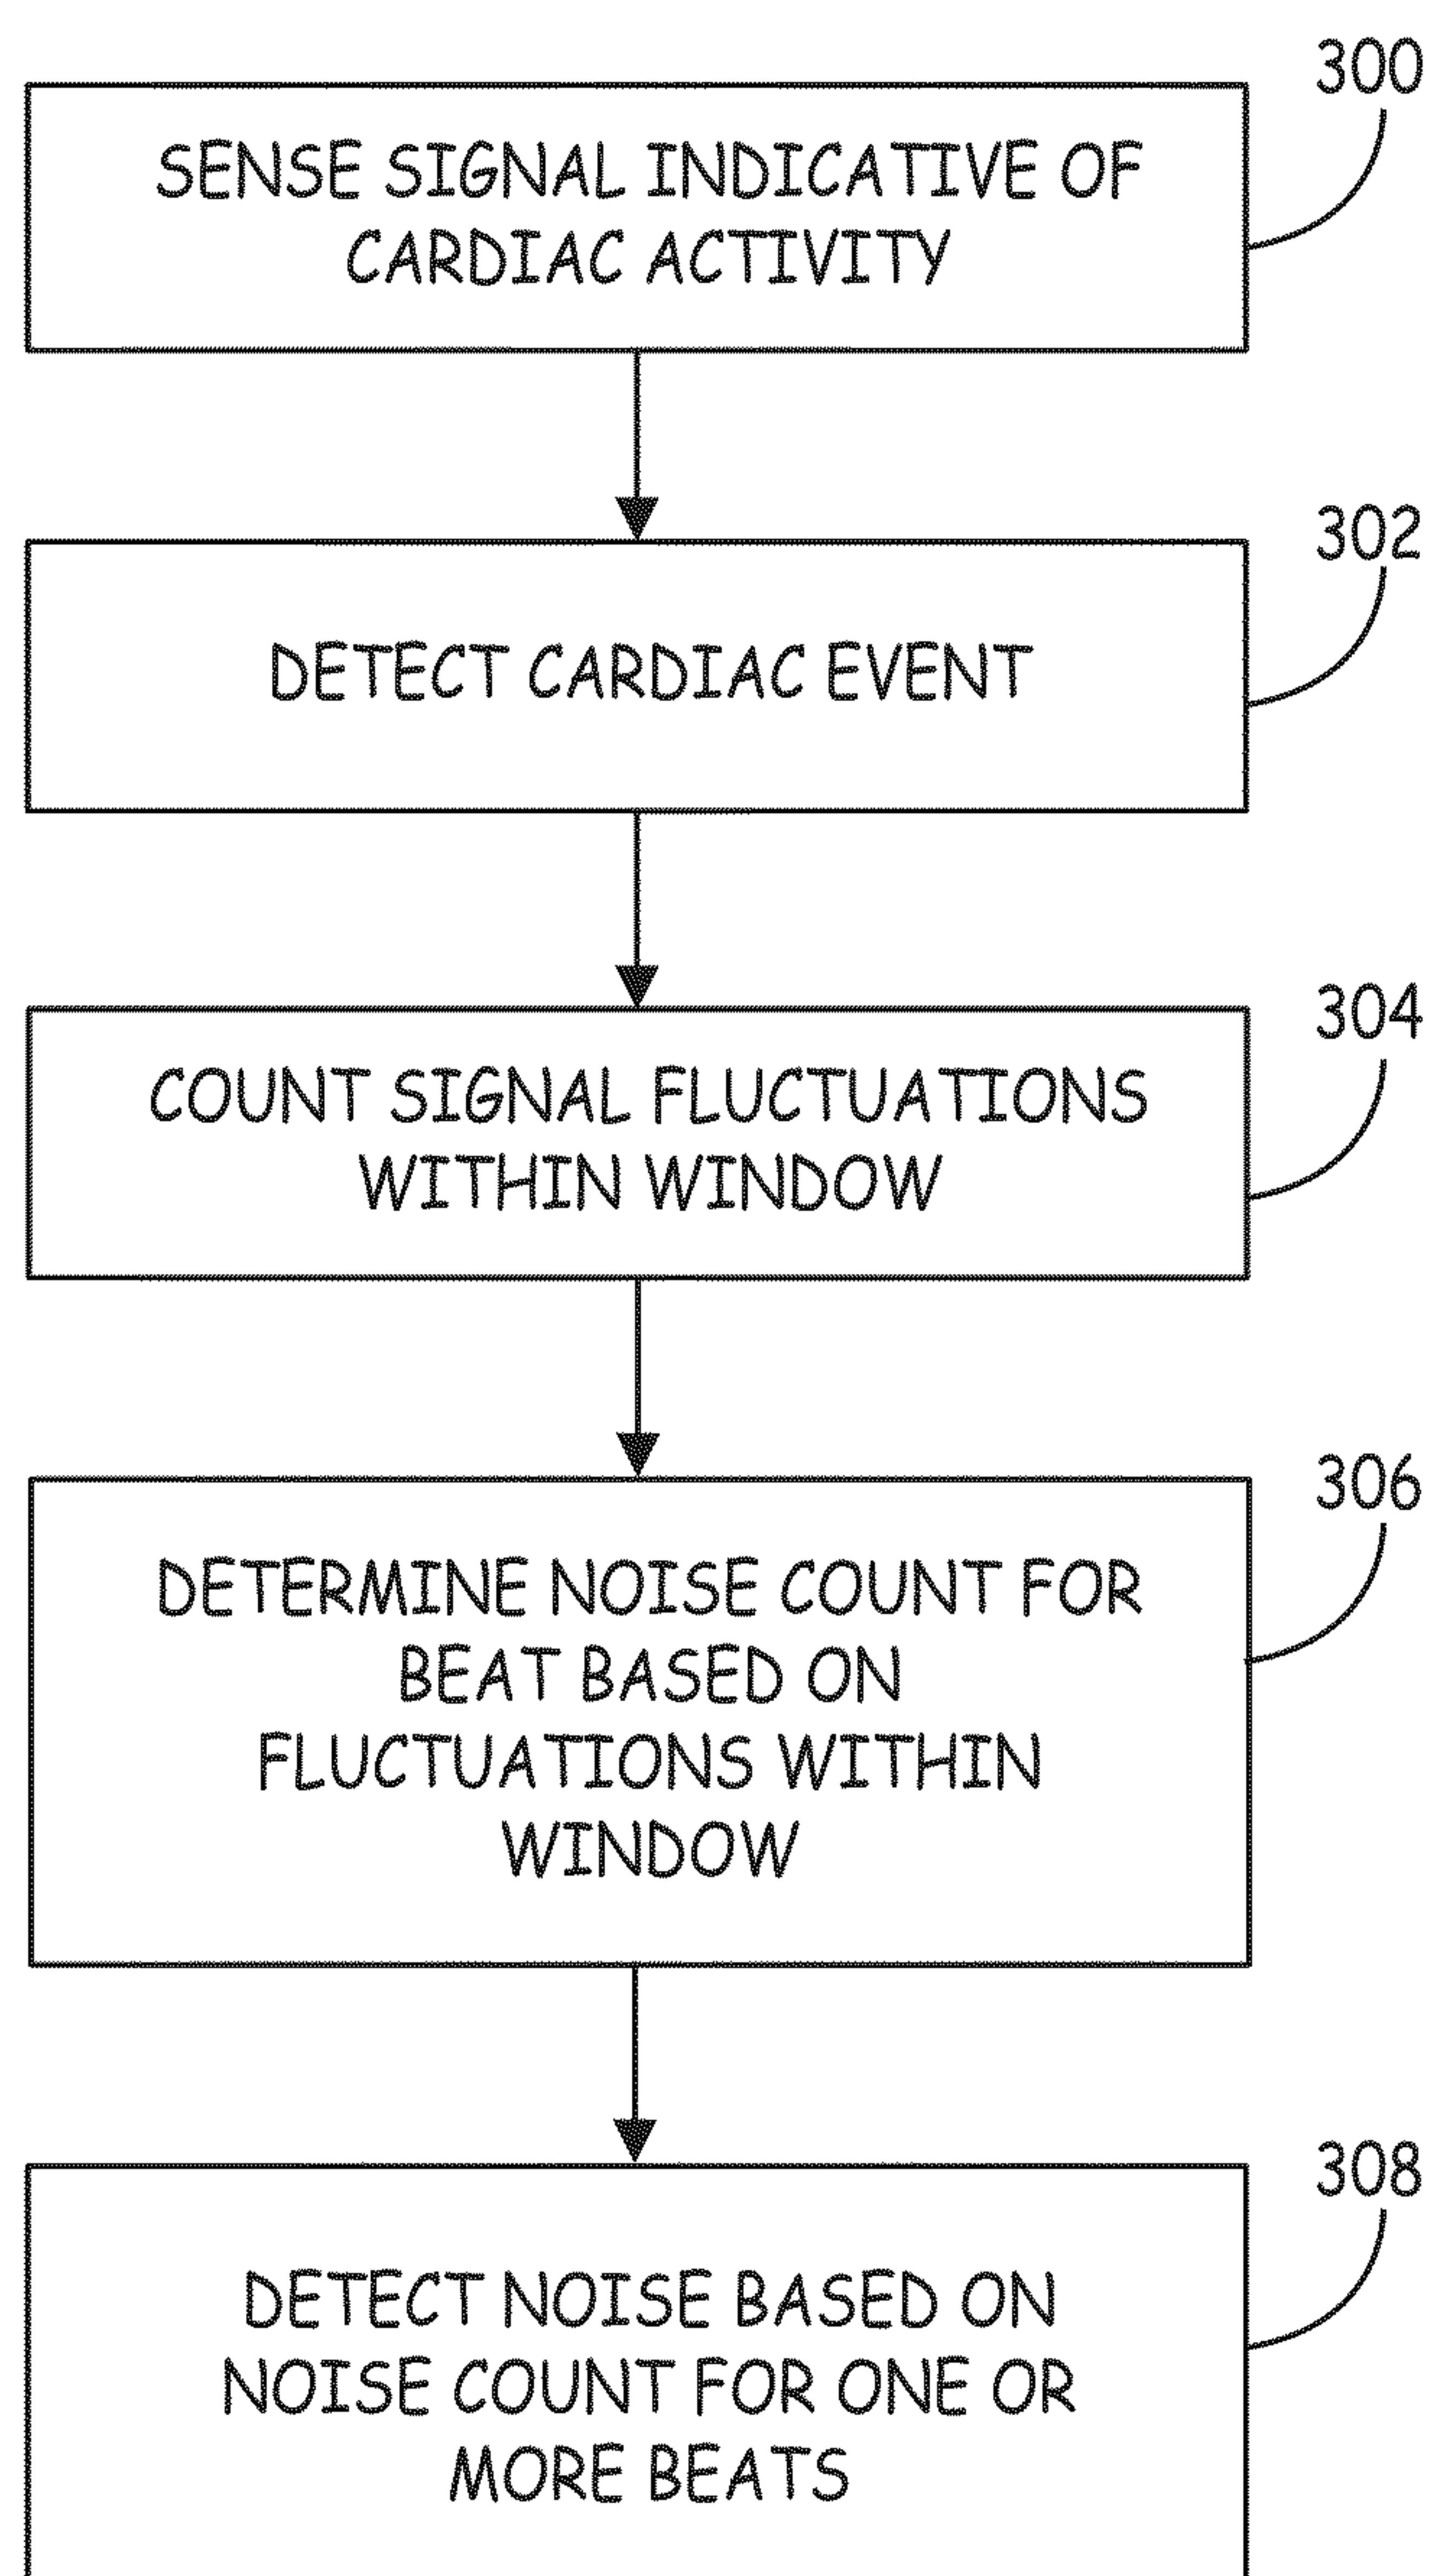 300
SENSE SIGNAL INDICATIVE OF
CARDIAC ACTIVITY
302
DETECT CARDIAC EVENT
304
COUNT SIGNAL FLUCTUATIONS
WITHIN WINDOW
306
DETERMINE NOISE COUNT FOR
BEAT BASED ON
FLUCTUATIONS WITHIN
WINDOW
308
DETECT NOISE BASED ON
NOISE COUNT FOR ONE OR
MORE BEATS